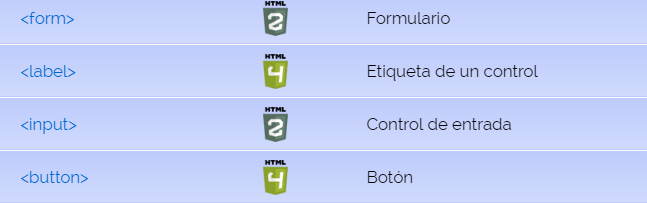 <form> HTML 2 Formulario
<label> HTML 4 Etiqueta de un control
<input> HTML 2 Control de entrada
<button> HTML 4 Botón